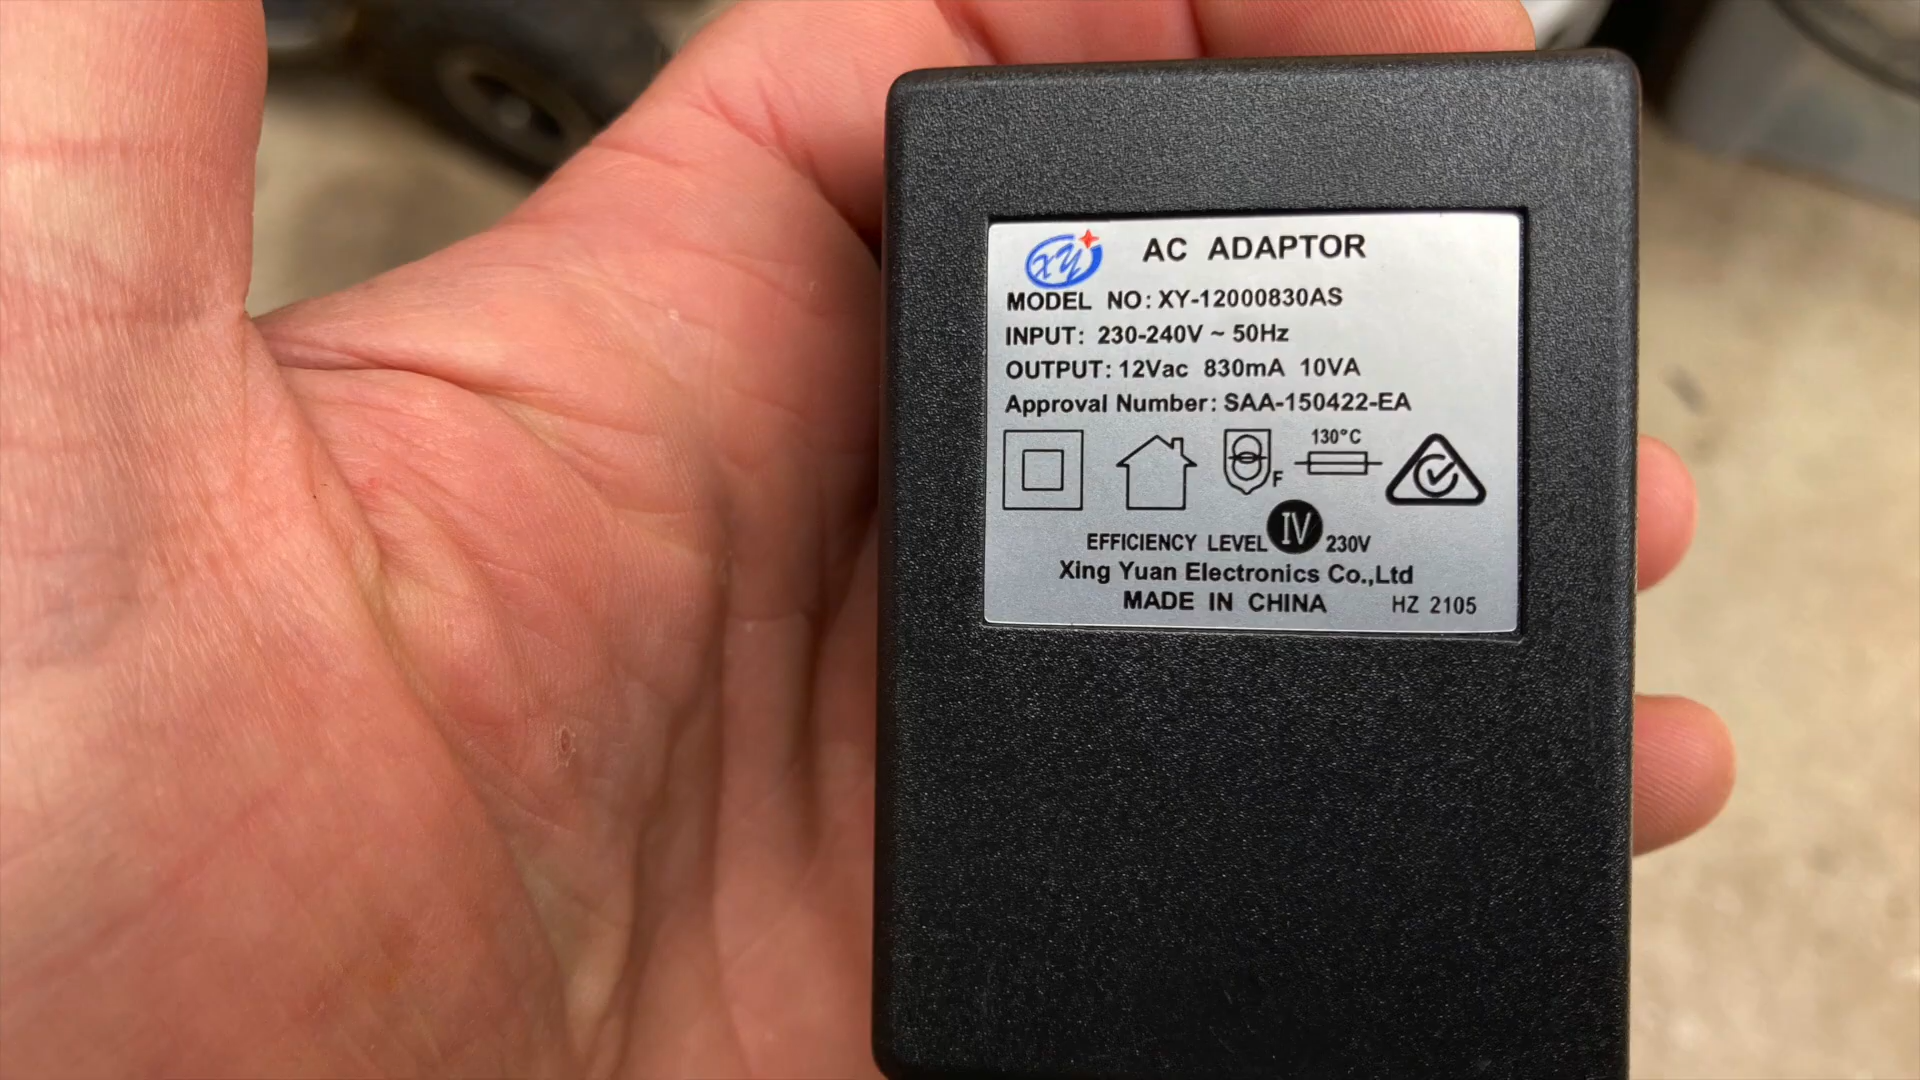 XY AC ADAPTOR
MODEL NO: XY-12000830AS
INPUT: 230-240V ~ 50Hz
OUTPUT: 12Vac 830mA 10VA
Approval Number: SAA-150422-EA
F 130°C
EFFICIENCY LEVEL IV 230V
Xing Yuan Electronics Co.,Ltd
MADE IN CHINA HZ 2105